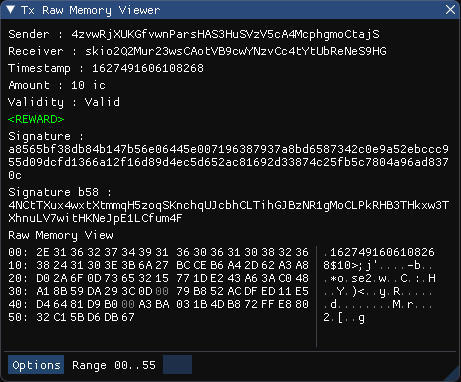 Tx Raw Memory Viewer
Sender : 4zvwRjXUKGfvwnParsHAS3HuSVzV5cA4McphgmoCtajS
Receiver : skio2Q2Mur23wsCAotVB9cwYNzvCc4tYtUbReNeS9HG
Timestamp : 1627491606108268
Amount : 10 ic
Validity : Valid
<REWARD>
Signature :
a8565bf38db84b147b56e06445e007196387937a8bd6587342c0e9a52ebccc9
55d09dcfd1366a12f16d89d4ec5d652ac81692d33874c25fb5c7804a96ad837
0c
Signature b58 :
4NCtTXux4wxtXtmmqH5zoqSKnchqUJcbhCLTihGJBzNR1gMoCLPkRHB3THkxw3T
XhnuLV7witHKNeJpE1LCfum4F
Raw Memory View
00: 2E 31 36 32 37 34 39 31 36 30 36 31 30 38 32 36 .162749160610826
10: 38 24 31 30 3E 3B 6A 27 BC CE B6 A4 2D 62 A3 A8 8$10>;j'....-b..
20: D0 2A 6F 0D 73 65 32 15 77 1D E2 43 A6 3A C0 48 .*o.se2.w..C.:.H
30: A1 8B 59 DA 29 3C 0D 00 79 B8 52 AC DF ED 11 E5 ..Y.)<..y.R.....
40: D4 64 81 D9 B0 00 A3 BA 03 1B 4D B8 72 FF E8 80 .d........M.r...
50: 32 C1 5B D6 DB 67 2.[..g
Options Range 00..55